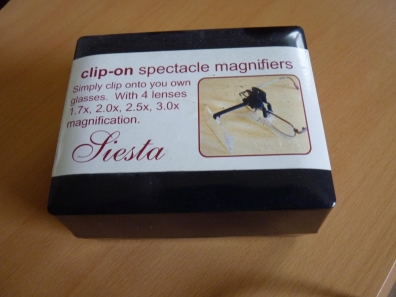 clip-on spectacle magnifiers
Simply clip onto you own
glasses. With 4 lenses
1.7x, 2.0x, 2.5x, 3.0x
magnification.
Siesta